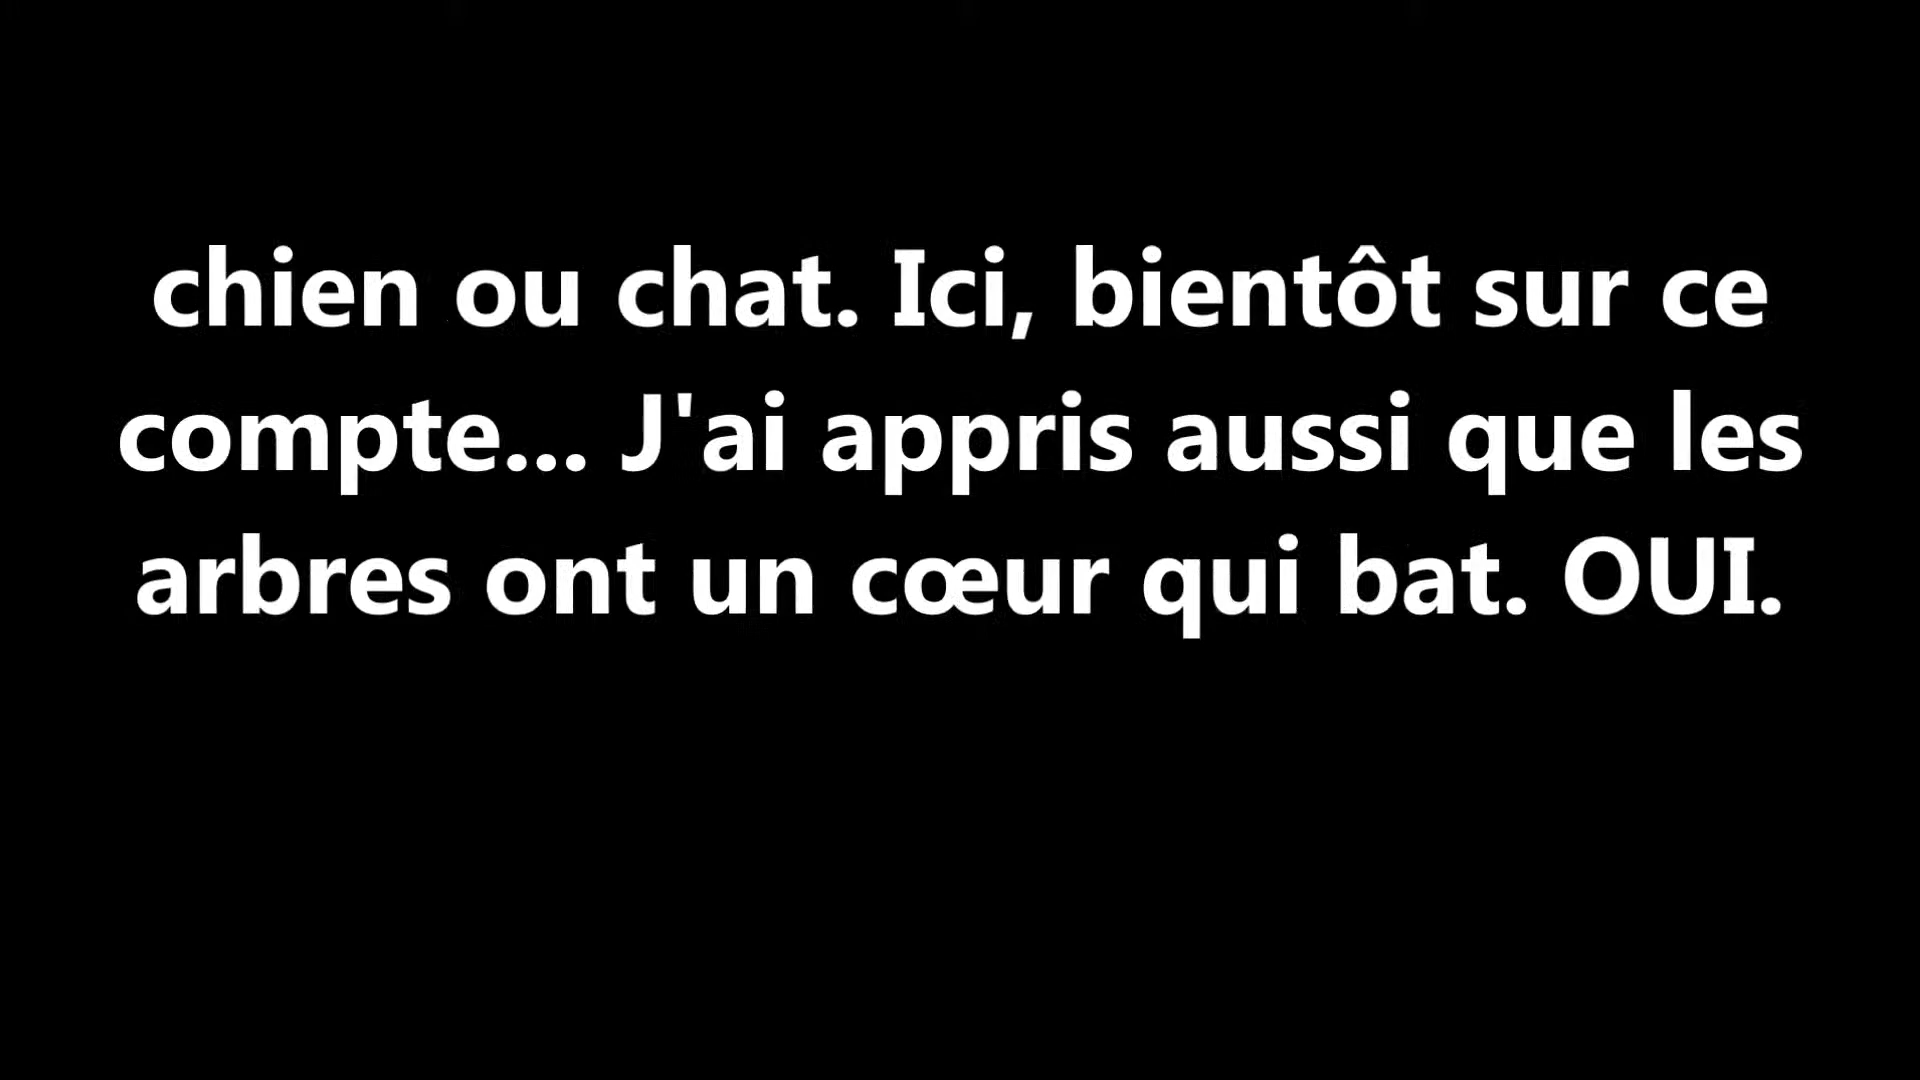 chien ou chat. Ici, bientôt sur ce
compte... J'ai appris aussi que les
arbres ont un cœur qui bat. OUI.